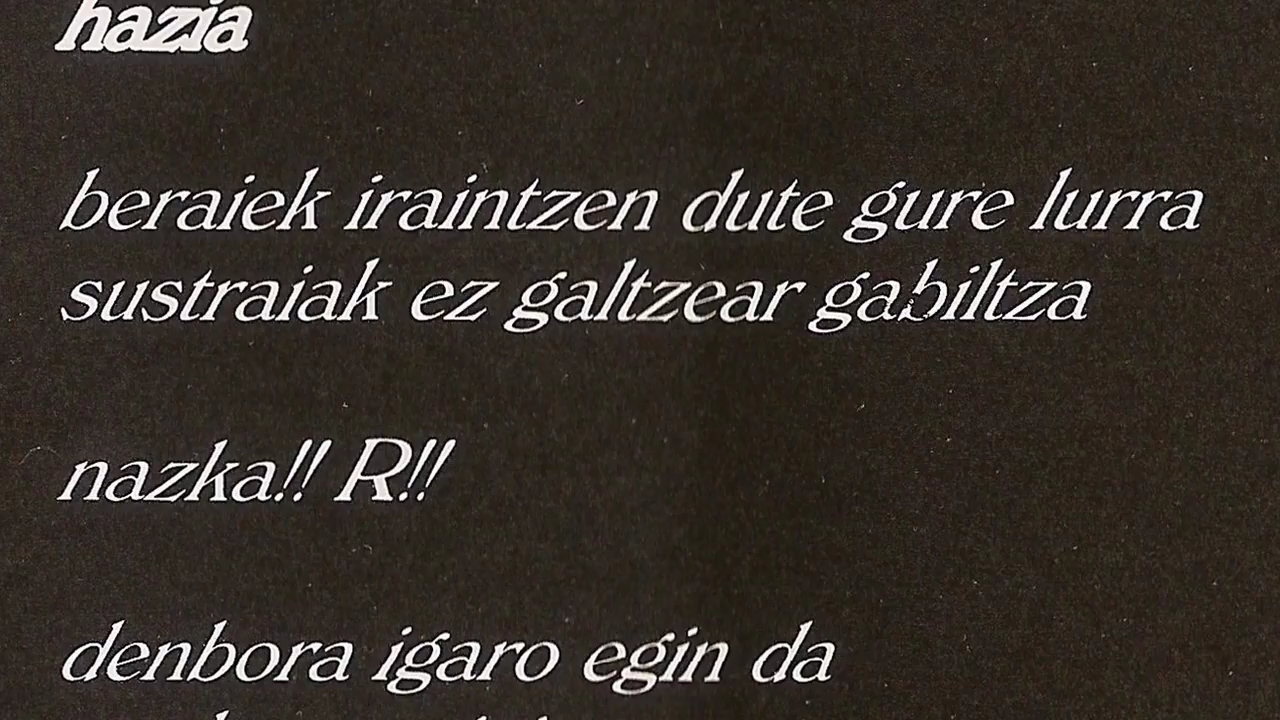 hazia
beraiek iraintzen dute gure lurra
sustraiak ez galtzear gabiltza
nazka!! R!!
denbora igaro egin da